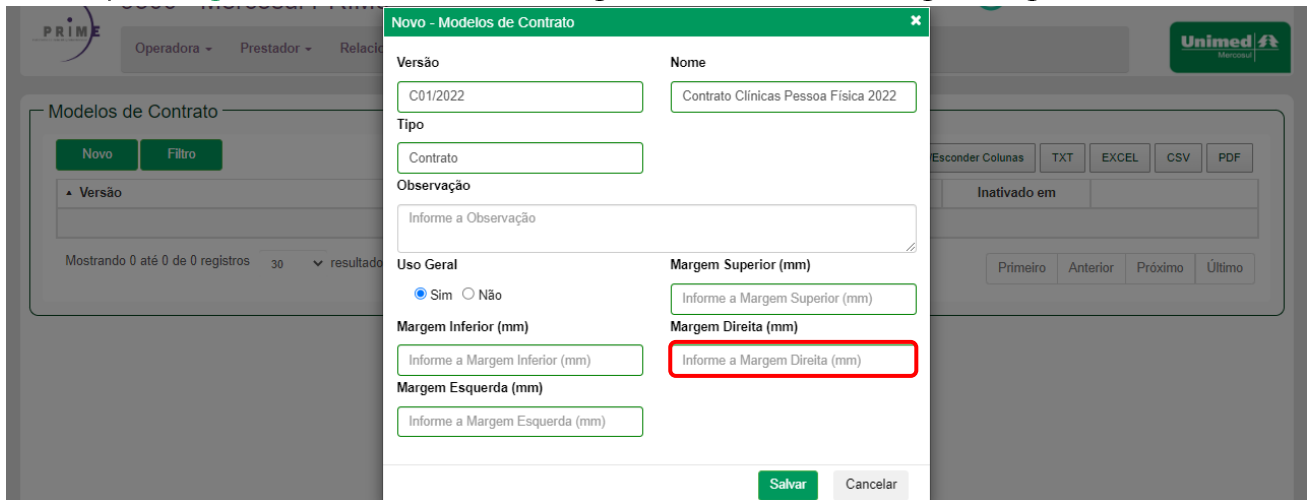 Novo - Modelos de Contrato ×
PRIME
Operadora Prestador Relacio
Unimed
Mercosul
Versão Nome
C01/2022 Contrato Clínicas Pessoa Física 2022
Modelos de Contrato
Tipo
Novo Filtro Contrato /Esconder Colunas TXT EXCEL CSV PDF
Versão Observação Inativado em
Informe a Observação
Mostrando 0 até 0 de 0 registros 30 resultado Uso Geral Margem Superior (mm) Primeiro Anterior Próximo Último
Sim Não Informe a Margem Superior (mm)
Margem Inferior (mm) Margem Direita (mm)
Informe a Margem Inferior (mm) Informe a Margem Direita (mm)
Margem Esquerda (mm)
Informe a Margem Esquerda (mm)
Salvar Cancelar